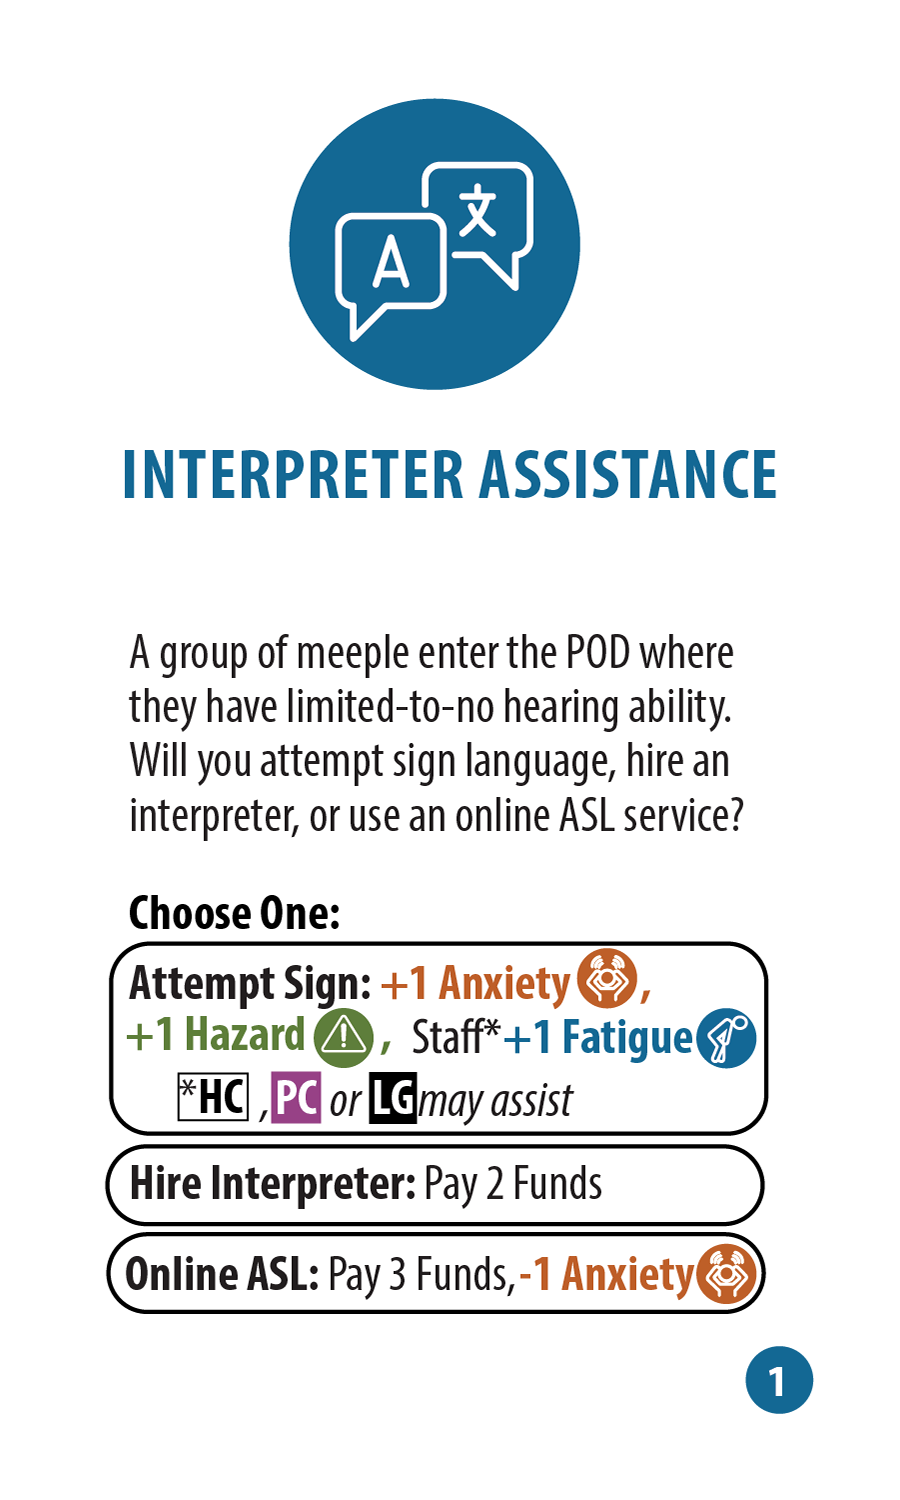 A 文
INTERPRETER ASSISTANCE
A group of meeple enter the POD where
they have limited-to-no hearing ability.
Will you attempt sign language, hire an
interpreter, or use an online ASL service?
Choose One:
Attempt Sign: +1 Anxiety ,
+1 Hazard , Staff* +1 Fatigue
*HC , PC or LG may assist
Hire Interpreter: Pay 2 Funds
Online ASL: Pay 3 Funds, -1 Anxiety
1